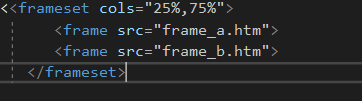 <<frameset cols="25%,75%">
<frame src="frame_a.htm">
<frame src="frame_b.htm">
</frameset>